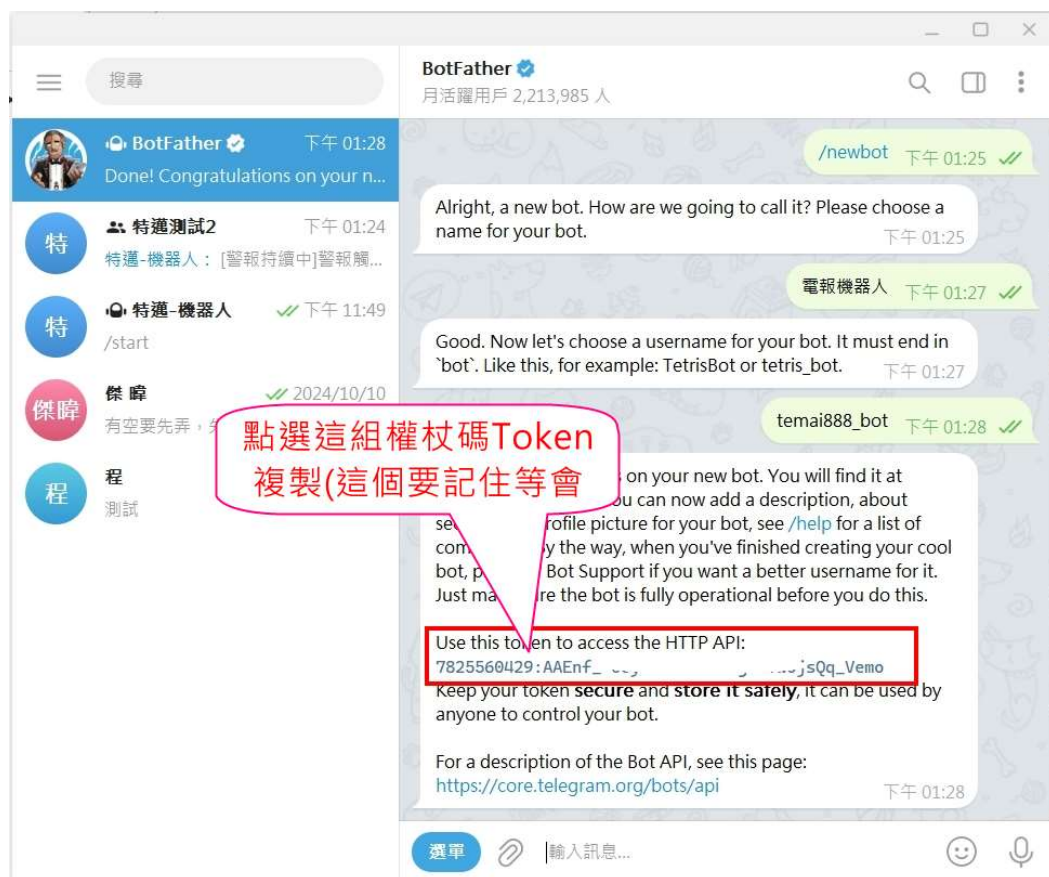 搜尋
BotFather
下午 01:28
Done! Congratulations on your n...
特邁測試2
下午 01:24
特邁-機器人： [警報持續中]警報觸...
特邁-機器人
下午 11:49
/start
傑 暐
2024/10/10
有空要先弄，
程
測試
特
特
傑暐
程
BotFather
月活躍用戶 2,213,985 人
/newbot 下午 01:25
Alright, a new bot. How are we going to call it? Please choose a
name for your bot.
下午 01:25
電報機器人 下午 01:27
Good. Now let's choose a username for your bot. It must end in
`bot`. Like this, for example: TetrisBot or tetris_bot.
下午 01:27
temai888_bot 下午 01:28
點選這組權杖碼Token
複製(這個要記住等會
on your new bot. You will find it at
can now add a description, about
profile picture for your bot, see /help for a list of
by the way, when you've finished creating your cool
bot, Bot Support if you want a better username for it.
Just the bot is fully operational before you do this.
Use this token to access the HTTP API:
7825560429:AAEnf_ jsQq_Vemo
Keep your token secure and store it safely, it can be used by
anyone to control your bot.
For a description of the Bot API, see this page:
https://core.telegram.org/bots/api
下午 01:28
選單
輸入訊息...